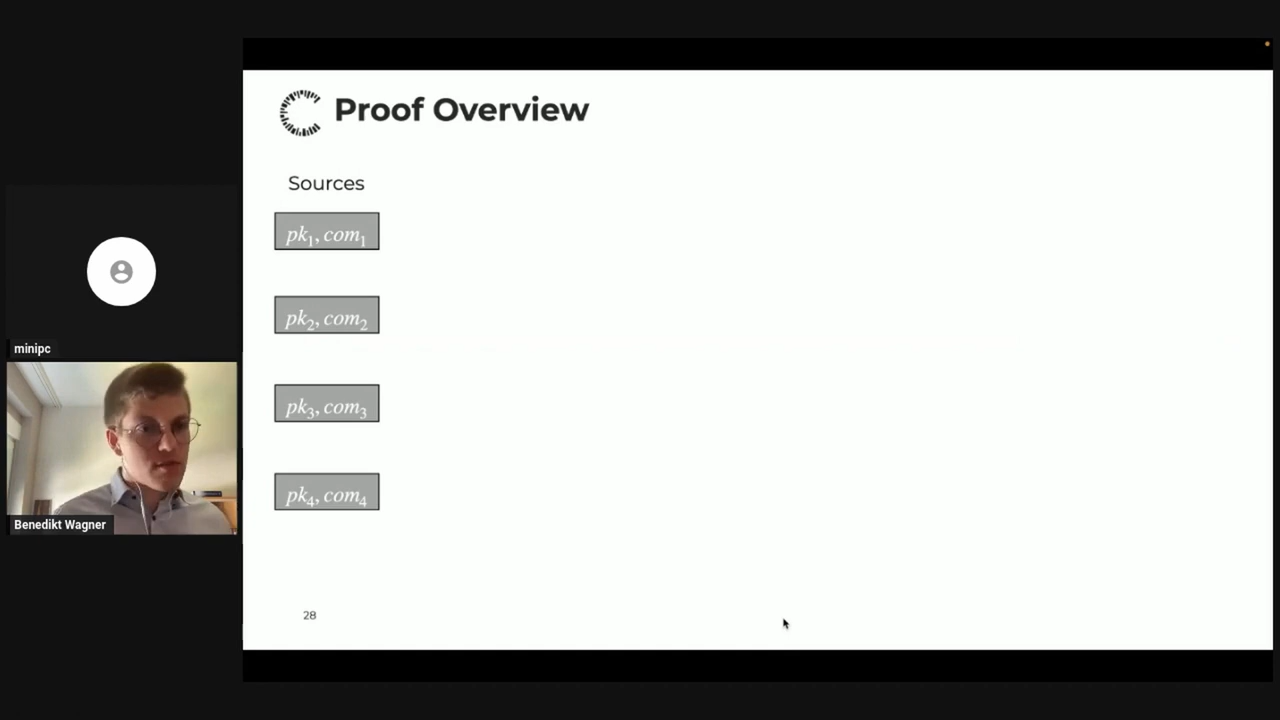 Proof Overview
Sources
pk₁, com₁
pk₂, com₂
pk₃, com₃
pk₄, com₄
28
minipc
Benedikt Wagner